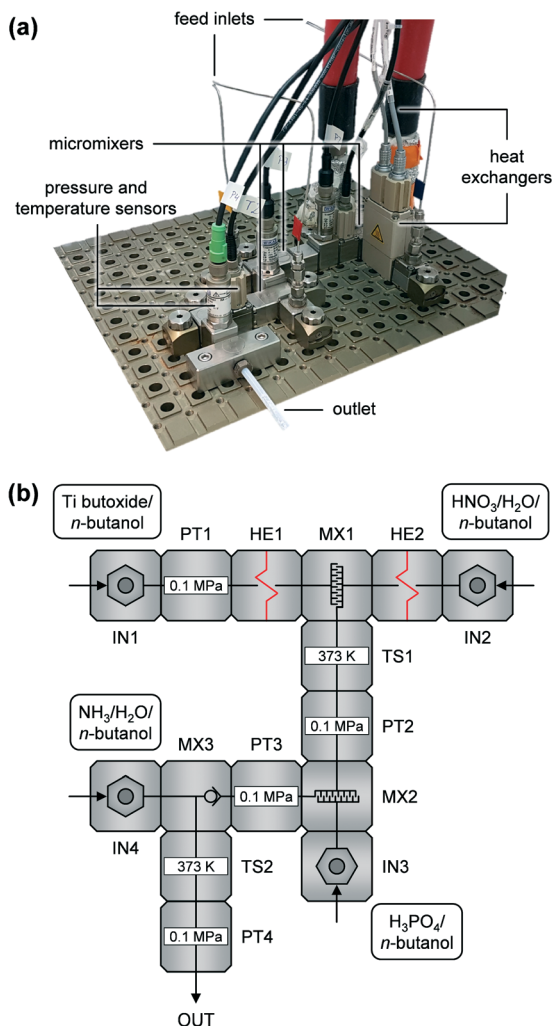 (a)
feed inlets
micromixers
pressure and
temperature sensors
heat
exchangers
P4
T2
outlet
(b)
Ti butoxide/
n-butanol
HNO3/H2O/
n-butanol
PT1
HE1
MX1
HE2
0.1 MPa
IN1
IN2
373 K
TS1
NH3/H2O/
n-butanol
0.1 MPa
PT2
MX3
PT3
0.1 MPa
MX2
IN4
373 K
TS2
IN3
0.1 MPa
PT4
H3PO4/
n-butanol
OUT